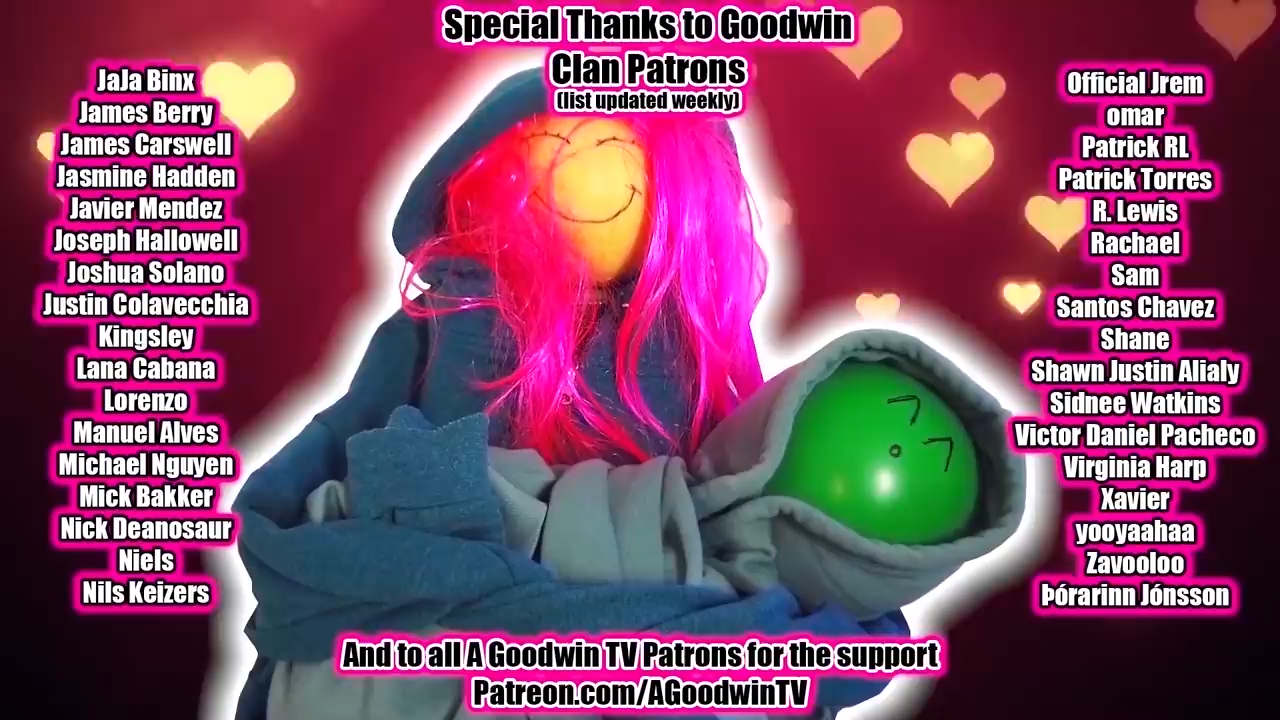 Special Thanks to Goodwin
Clan Patrons
(list updated weekly)
JaJa Binx
James Berry
James Carswell
Jasmine Hadden
Javier Mendez
Joseph Hallowell
Joshua Solano
Justin Colavecchia
Kingsley
Lana Cabana
Lorenzo
Manuel Alves
Michael Nguyen
Mick Bakker
Nick Deanosaur
Niels
Nils Keizers
Official Jrem
omar
Patrick RL
Patrick Torres
R. Lewis
Rachael
Sam
Santos Chavez
Shane
Shawn Justin Alialy
Sidnee Watkins
Victor Daniel Pacheco
Virginia Harp
Xavier
yooyaahaa
Zavooloo
Þórarinn Jónsson
And to all A Goodwin TV Patrons for the support
Patreon.com/AGoodwinTV